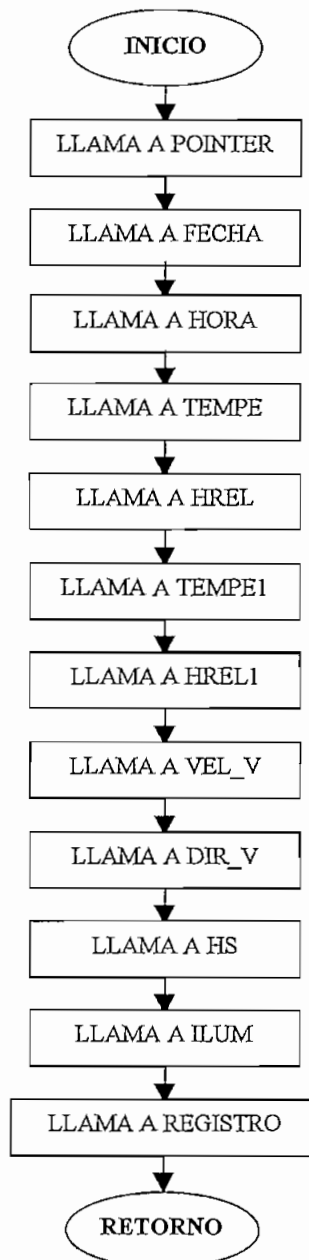 INICIO
LLAMA A POINTER
LLAMA A FECHA
LLAMA A HORA
LLAMA A TEMPE
LLAMA A HREL
LLAMA A TEMPE1
LLAMA A HREL1
LLAMA A VEL_V
LLAMA A DIR_V
LLAMA A HS
LLAMA A ILUM
LLAMA A REGISTRO
RETORNO